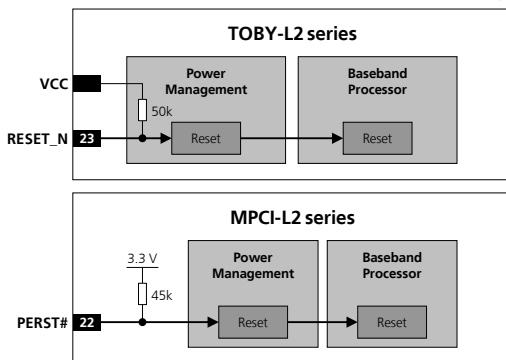 TOBY-L2 series
Power Management
Baseband Processor
VCC
50k
RESET_N 23
Reset
Reset
MPCI-L2 series
3.3 V
Power Management
Baseband Processor
45k
PERST# 22
Reset
Reset